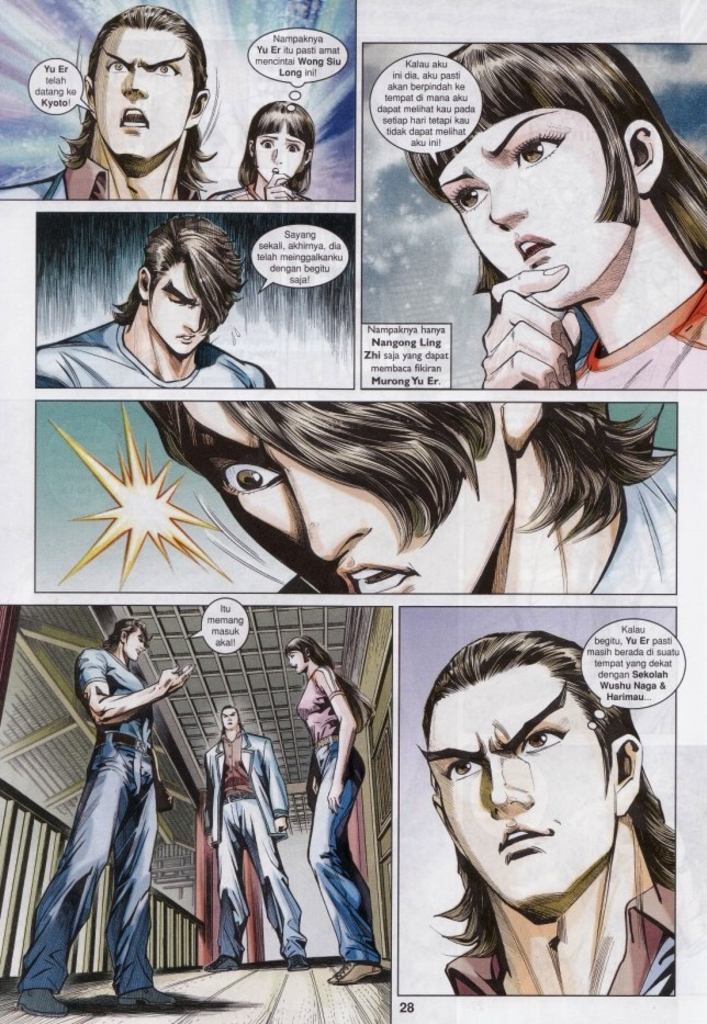 Yu Er
telah
datang ke
Kyoto!
Nampaknya
Yu Er itu pasti amat
mencintai Wong Siu
Long ini!
Kalau aku
ini dia, aku pasti
akan berpindah ke
tempat di mana aku
dapat melihat kau
setiap hari tetapi kau
tidak dapat melihat
aku ini!
Nampaknya hanya
Nangong Ling
Zhi saja yang dapat
membaca fikiran
Murong Yu Er.
Sayang
sekali, akhirnya, dia
telah meinggalkanku
dengan begitu
saja!
Itu
memang
masuk
akal!
Kalau
begitu, Yu Er pasti
masih berada di suatu
tempat yang dekat
dengan Sekolah
Wushu Naga &
Harimau...
28